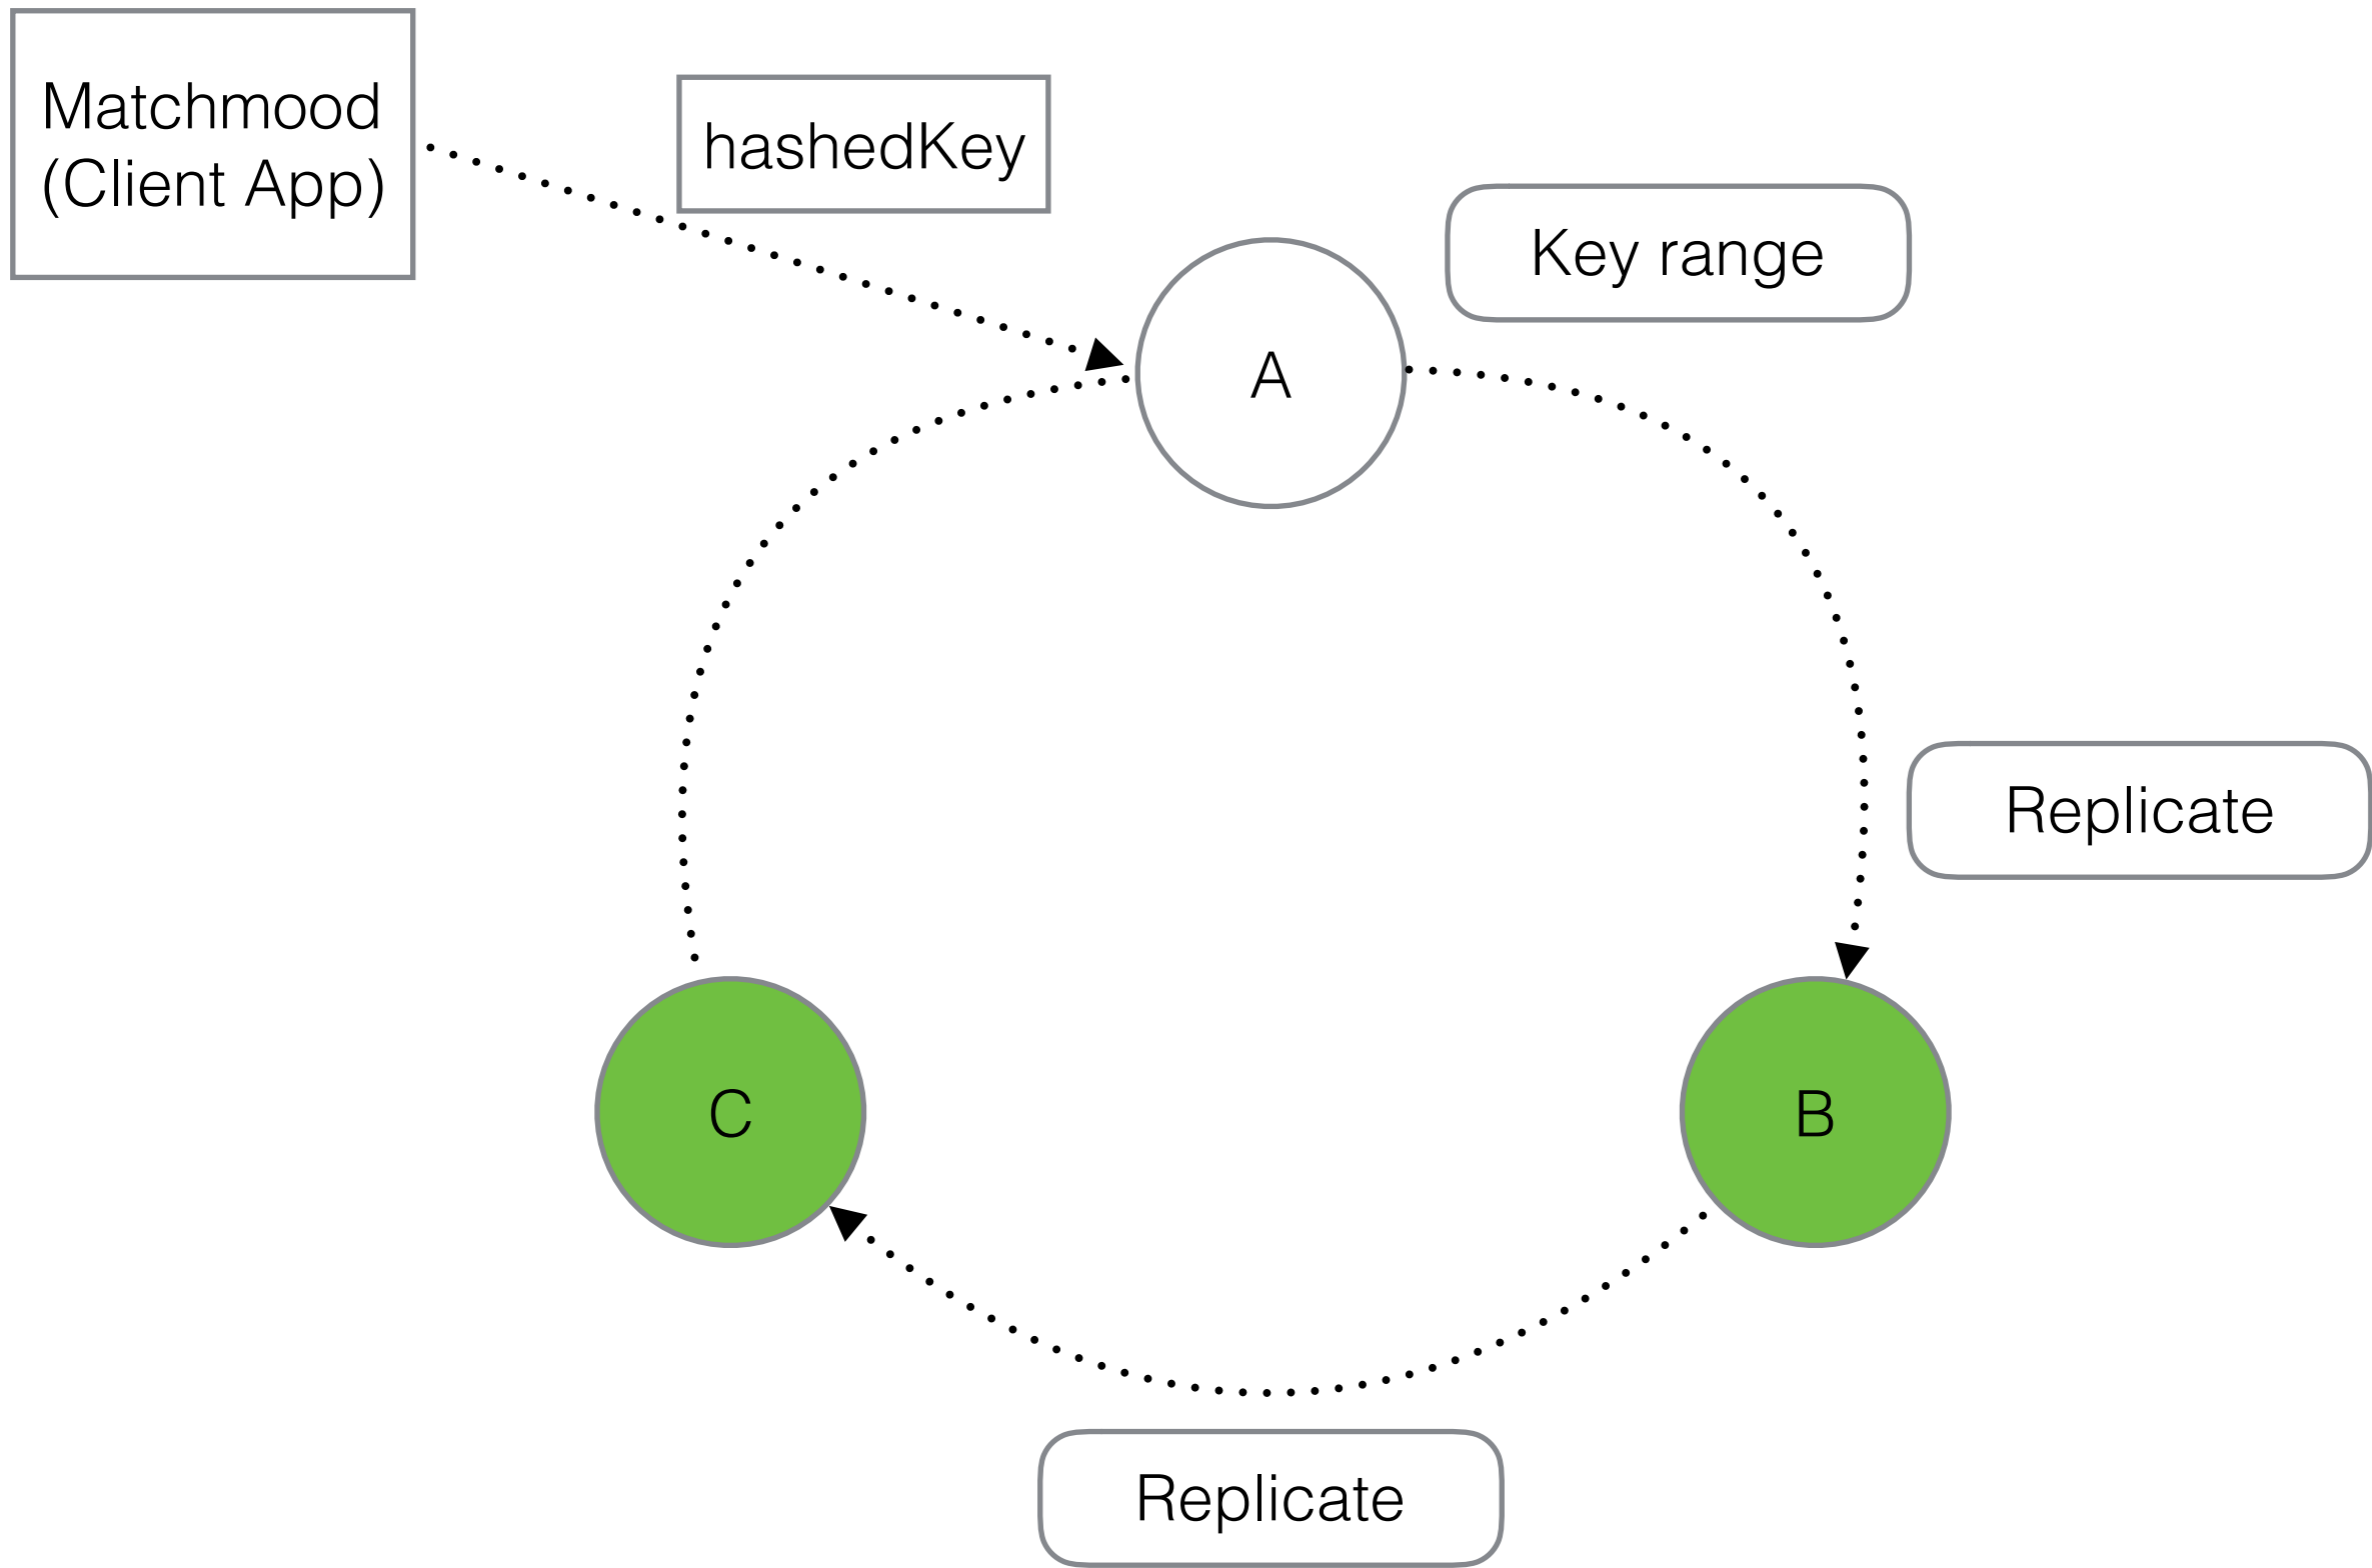 Matchmood
(Client App)
hashedKey
Key range
A
Replicate
C
B
Replicate